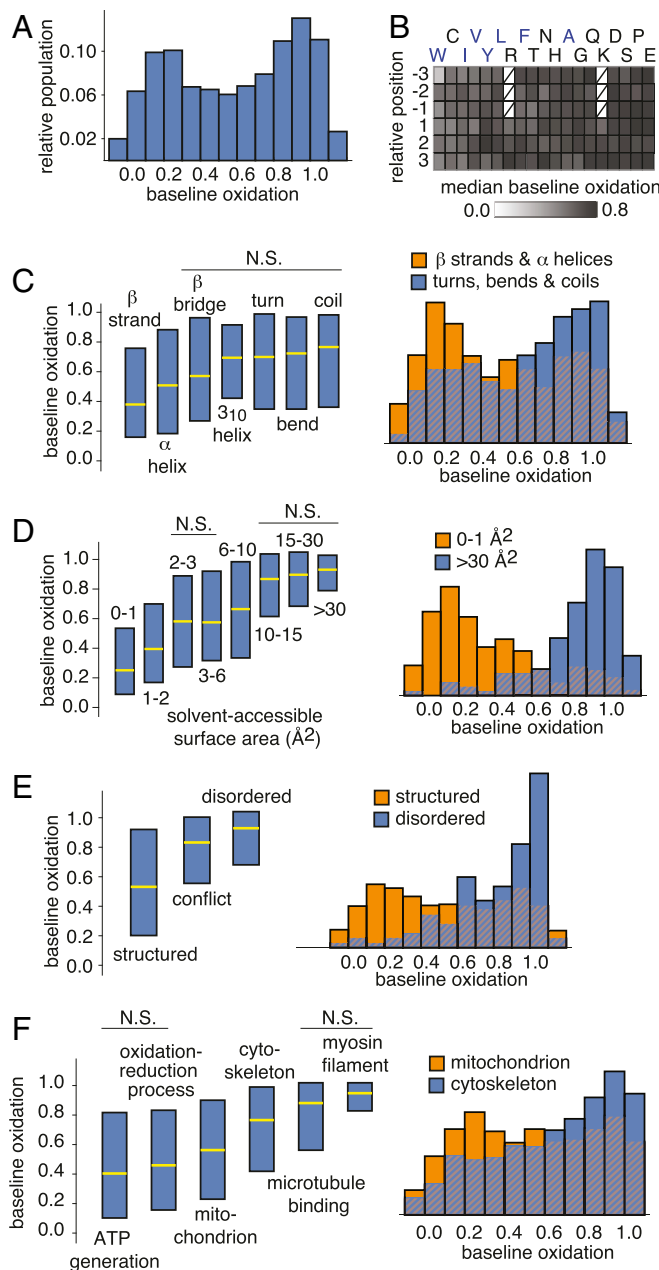 A
relative population
0.10
0.06
0.02
0.0 0.2 0.4 0.6 0.8 1.0
baseline oxidation
B
C V L F N A Q D P
W I Y R T H G K S E
relative position
-3
-2
-1
1
2
3
median baseline oxidation
0.0 0.8
C
N.S.
baseline oxidation
1.0
0.8
0.6
0.4
0.2
0.0
β strand
α helix
β bridge
3₁₀ helix
turn
bend
coil
β strands & α helices
turns, bends & coils
0.0 0.2 0.4 0.6 0.8 1.0
baseline oxidation
D
N.S.
N.S.
baseline oxidation
1.0
0.8
0.6
0.4
0.2
0.0
0-1
1-2
2-3
3-6
6-10
10-15
15-30
>30
solvent-accessible
surface area (Å²)
0-1 Å²
>30 Å²
0.0 0.2 0.4 0.6 0.8 1.0
baseline oxidation
E
baseline oxidation
1.0
0.8
0.6
0.4
0.2
0.0
structured
conflict
disordered
structured
disordered
0.0 0.2 0.4 0.6 0.8 1.0
baseline oxidation
F
N.S.
N.S.
baseline oxidation
1.0
0.8
0.6
0.4
0.2
0.0
ATP
generation
oxidation-
reduction
process
mito-
chondrion
cyto-
skeleton
microtubule
binding
myosin
filament
mitochondrion
cytoskeleton
0.0 0.2 0.4 0.6 0.8 1.0
baseline oxidation